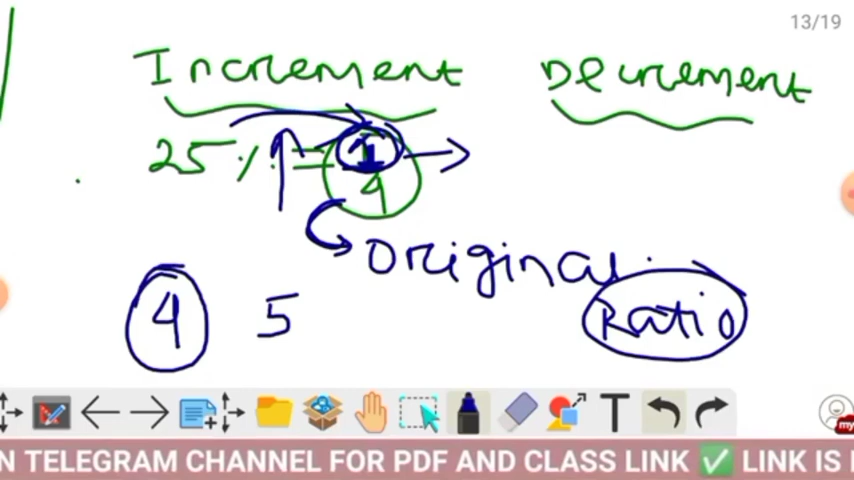 13/19
Increment Decrement
25% = 1/4
Original
4 5 Ratio
T
my
N TELEGRAM CHANNEL FOR PDF AND CLASS LINK ✅ LINK IS